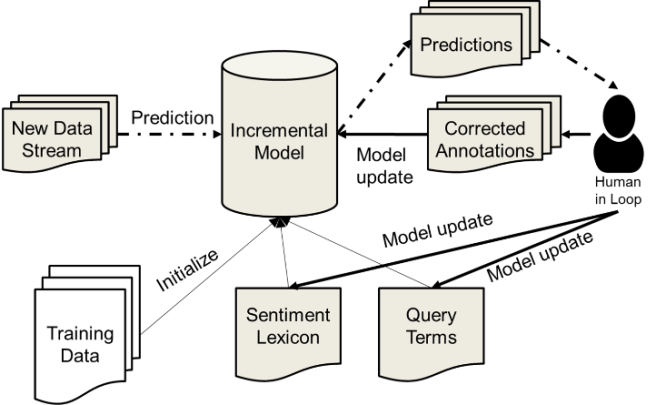 Predictions
New Data
Stream
Prediction
Incremental
Model
Model
update
Corrected
Annotations
Human
in Loop
Model update
Model update
Initialize
Training
Data
Sentiment
Lexicon
Query
Terms